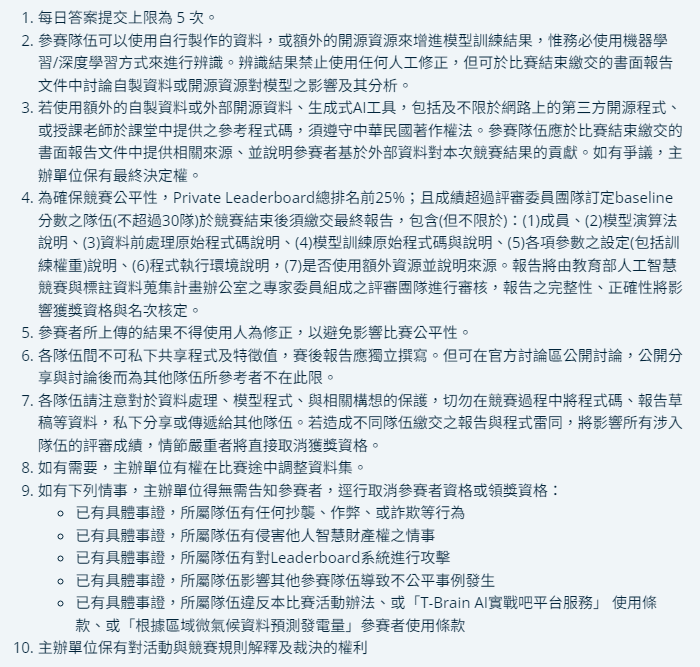 1. 每日答案提交上限為 5 次。
2. 參賽隊伍可以使用自行製作的資料，或額外的開源資源來增進模型訓練結果，惟務必使用機器學
習/深度學習方式來進行辨識。辨識結果禁止使用任何人工修正，但可於比賽結束繳交的書面報告
文件中討論自製資料或開源資源對模型之影響及其分析。
3. 若使用額外的自製資料或外部開源資料、生成式AI工具，包括及不限於網路上的第三方開源程式、
或授課老師於課堂中提供之參考程式碼，須遵守中華民國著作權法。參賽隊伍應於比賽結束繳交的
書面報告文件中提供相關來源、並說明參賽者基於外部資料對本次競賽結果的貢獻。如有爭議，主
辦單位保有最終決定權。
4. 為確保競賽公平性，Private Leaderboard總排名前25%；且成績超過評審委員團隊訂定baseline
分數之隊伍(不超過30隊)於競賽結束後須繳交最終報告，包含(但不限於)：(1)成員、(2)模型演算法
說明、(3)資料前處理原始程式碼說明、(4)模型訓練原始程式碼與說明、(5)各項參數之設定(包括訓
練權重)說明、(6)程式執行環境說明，(7)是否使用額外資源並說明來源。報告將由教育部人工智慧
競賽與標註資料蒐集計畫辦公室之專家委員組成之評審團隊進行審核，報告之完整性、正確性將影
響獲獎資格與名次核定。
5. 參賽者所上傳的結果不得使用人為修正，以避免影響比賽公平性。
6. 各隊伍間不可私下共享程式及特徵值，賽後報告應獨立撰寫。但可在官方討論區公開討論，公開分
享與討論後而為其他隊伍所參考者不在此限。
7. 各隊伍請注意對於資料處理、模型程式、與相關構想的保護，切勿在競賽過程中將程式碼、報告草
稿等資料，私下分享或傳遞給其他隊伍。若造成不同隊伍繳交之報告與程式雷同，將影響所有涉入
隊伍的評審成績，情節嚴重者將直接取消獲獎資格。
8. 如有需要，主辦單位有權在比賽途中調整資料集。
9. 如有下列情事，主辦單位得無需告知參賽者，逕行取消參賽者資格或領獎資格：
已有具體事證，所屬隊伍有任何抄襲、作弊、或詐欺等行為
已有具體事證，所屬隊伍有侵害他人智慧財產權之情事
已有具體事證，所屬隊伍有對Leaderboard系統進行攻擊
已有具體事證，所屬隊伍影響其他參賽隊伍導致不公平事例發生
已有具體事證，所屬隊伍違反本比賽活動辦法、或「T-Brain AI實戰吧平台服務」 使用條
款、或「根據區域微氣候資料預測發電量」參賽者使用條款
10. 主辦單位保有對活動與競賽規則解釋及裁決的權利